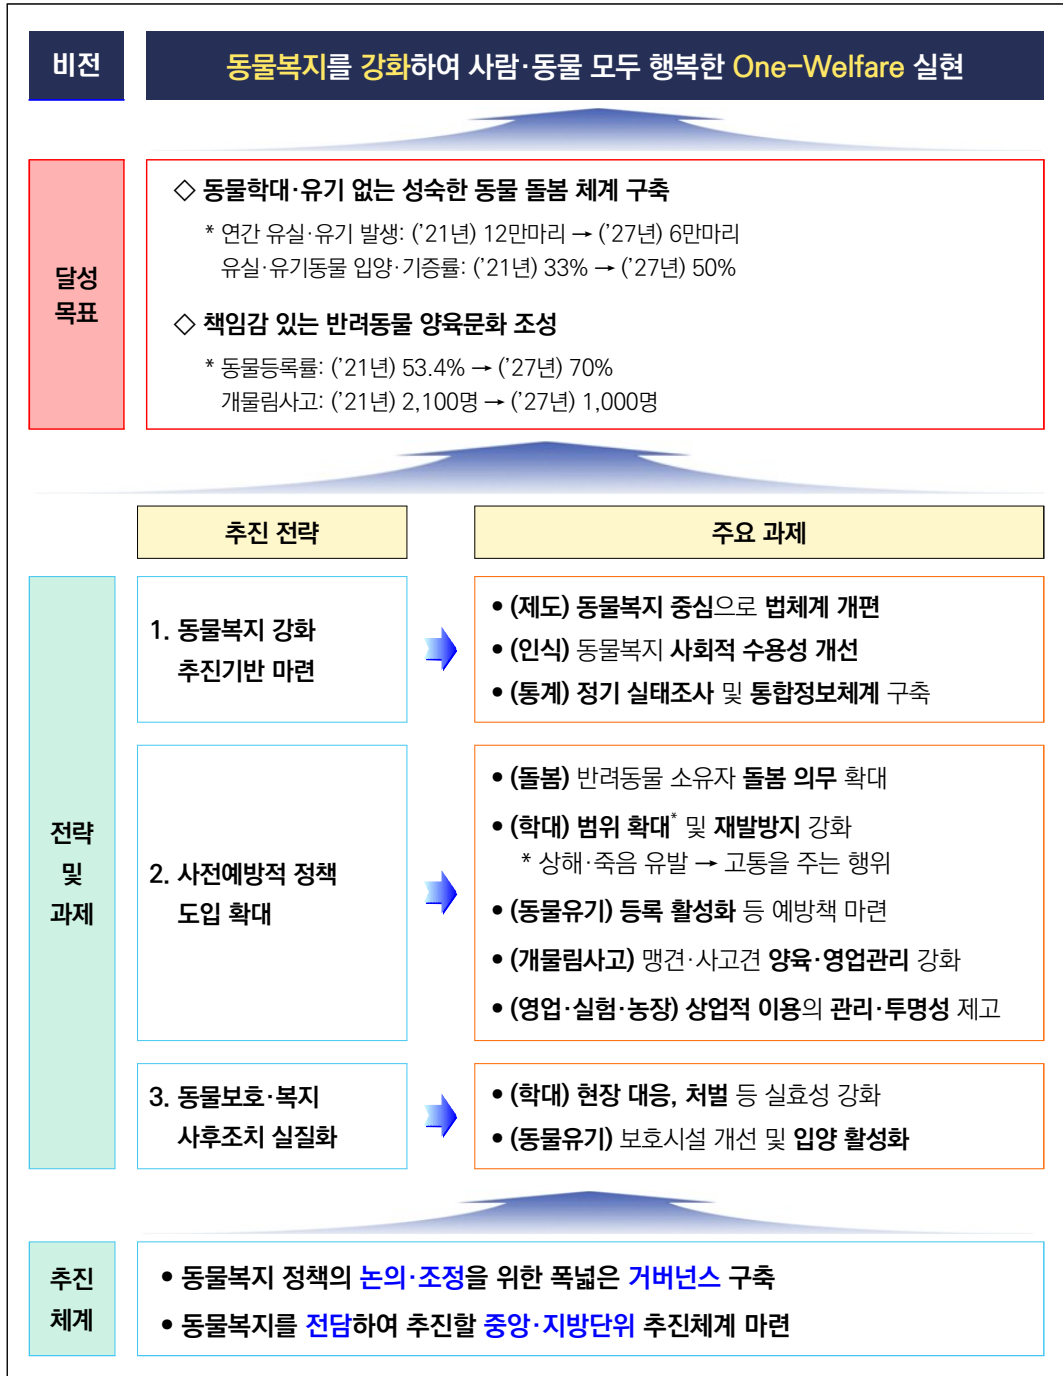 비전
동물복지를 강화하여 사람·동물 모두 행복한 One-Welfare 실현
달성
목표
◇ 동물학대·유기 없는 성숙한 동물 돌봄 체계 구축
* 연간 유실·유기 발생: ('21년) 12만마리 → ('27년) 6만마리
유실·유기동물 입양·기증률: ('21년) 33% → ('27년) 50%
◇ 책임감 있는 반려동물 양육문화 조성
* 동물등록률: ('21년) 53.4% → ('27년) 70%
개물림사고: ('21년) 2,100명 → ('27년) 1,000명
추진 전략
주요 과제
전략
및
과제
1. 동물복지 강화
추진기반 마련
• (제도) 동물복지 중심으로 법체계 개편
• (인식) 동물복지 사회적 수용성 개선
• (통계) 정기 실태조사 및 통합정보체계 구축
2. 사전예방적 정책
도입 확대
• (돌봄) 반려동물 소유자 돌봄 의무 확대
• (학대) 범위 확대* 및 재발방지 강화
* 상해·죽음 유발 → 고통을 주는 행위
• (동물유기) 등록 활성화 등 예방책 마련
• (개물림사고) 맹견·사고견 양육·영업관리 강화
• (영업·실험·농장) 상업적 이용의 관리·투명성 제고
3. 동물보호·복지
사후조치 실질화
• (학대) 현장 대응, 처벌 등 실효성 강화
• (동물유기) 보호시설 개선 및 입양 활성화
추진
체계
• 동물복지 정책의 논의·조정을 위한 폭넓은 거버넌스 구축
• 동물복지를 전담하여 추진할 중앙·지방단위 추진체계 마련